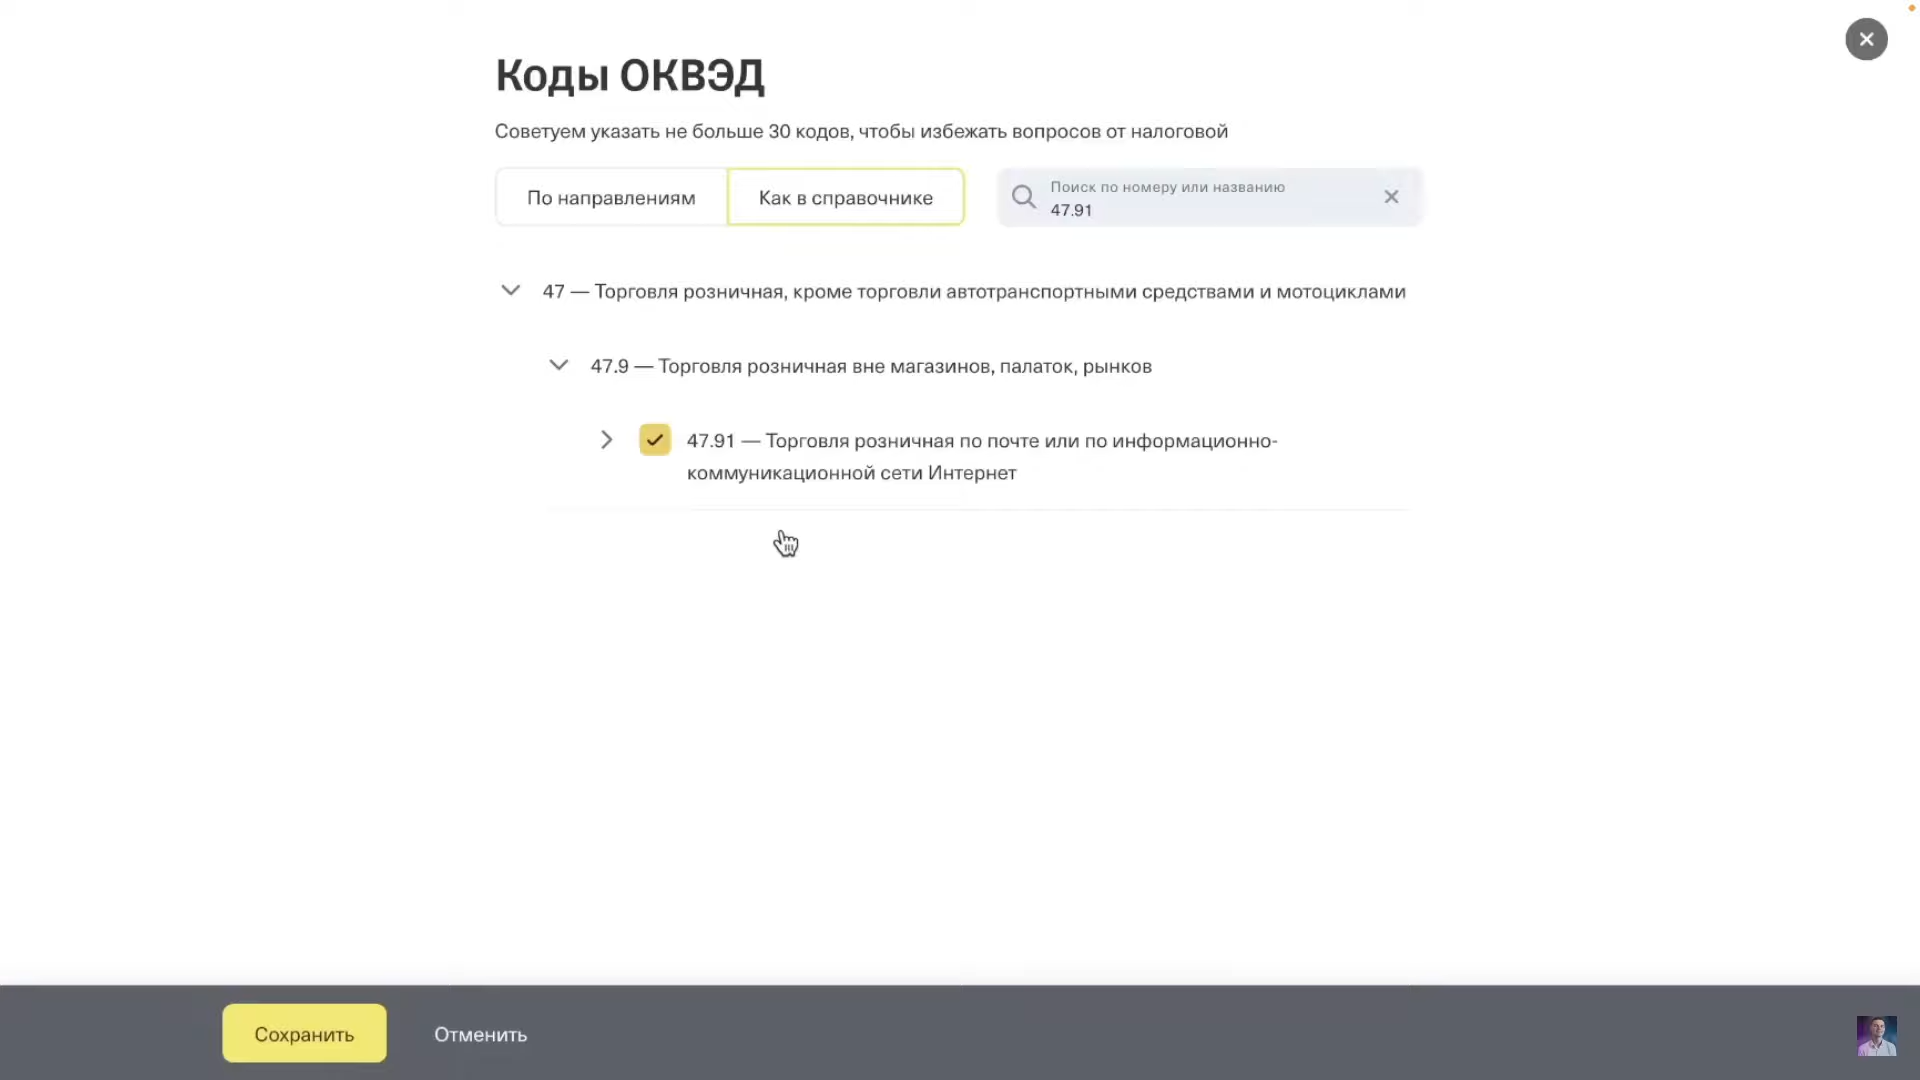 Коды ОКВЭД
Советуем указать не больше 30 кодов, чтобы избежать вопросов от налоговой
По направлениям
Как в справочнике
Поиск по номеру или названию
47.91
47 — Торговля розничная, кроме торговли автотранспортными средствами и мотоциклами
47.9 — Торговля розничная вне магазинов, палаток, рынков
47.91 — Торговля розничная по почте или по информационно-
коммуникационной сети Интернет
Сохранить
Отменить